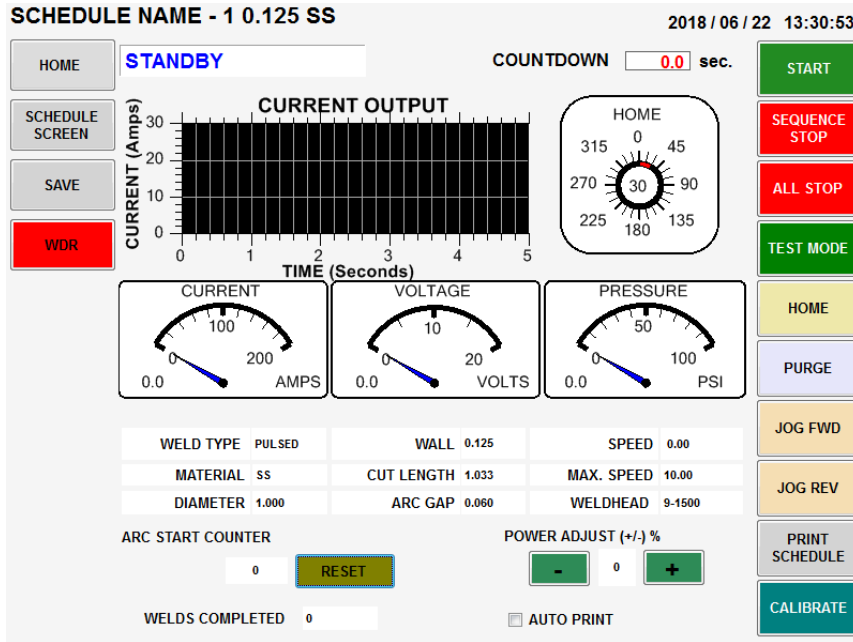 SCHEDULE NAME - 1 0.125 SS
2018 / 06 / 22 13:30:53
HOME
STANDBY
COUNTDOWN 0.0 sec.
START
SCHEDULE
SCREEN
SAVE
WDR
CURRENT OUTPUT
CURRENT (Amps)
30
20
10
0
0 1 2 3 4 5
TIME (Seconds)
HOME
0
315 45
270 30 90
225 135
180
SEQUENCE
STOP
ALL STOP
TEST MODE
HOME
PURGE
JOG FWD
JOG REV
PRINT
SCHEDULE
CALIBRATE
CURRENT
100
0 200
0.0 AMPS
VOLTAGE
10
0 20
0.0 VOLTS
PRESSURE
50
0 100
0.0 PSI
WELD TYPE PULSED WALL 0.125 SPEED 0.00
MATERIAL SS CUT LENGTH 1.033 MAX. SPEED 10.00
DIAMETER 1.000 ARC GAP 0.060 WELDHEAD 9-1500
ARC START COUNTER
0 RESET
POWER ADJUST (+/-) %
- 0 +
WELDS COMPLETED 0
AUTO PRINT